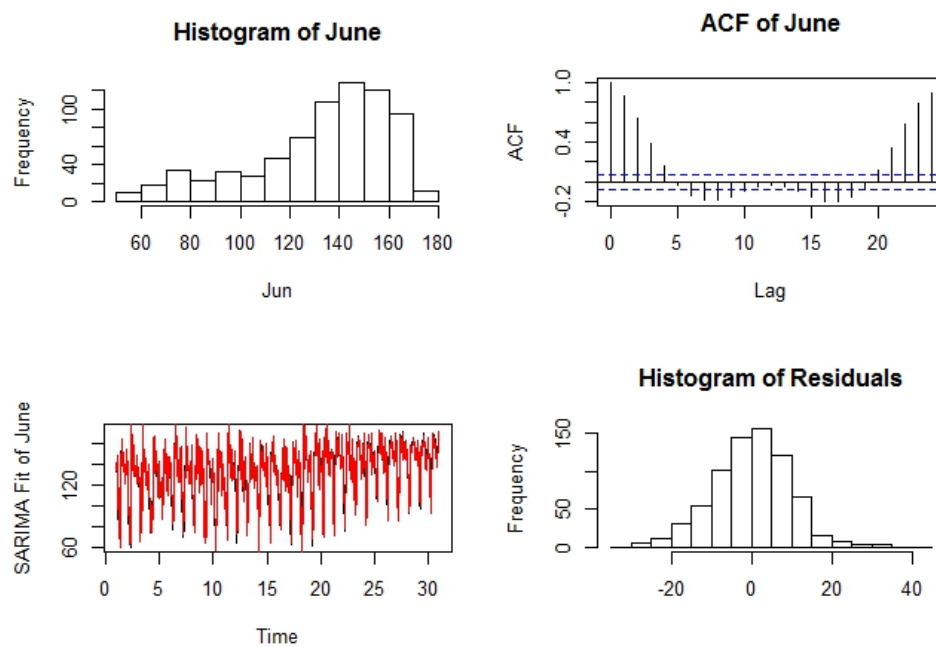 Histogram of June
Frequency
0 40 100
60 80 100 120 140 160 180
Jun
ACF of June
ACF
-0.2 0.4 1.0
0 5 10 15 20
Lag
SARIMA Fit of June
60 120
0 5 10 15 20 25 30
Time
Histogram of Residuals
Frequency
0 50 150
-20 0 20 40